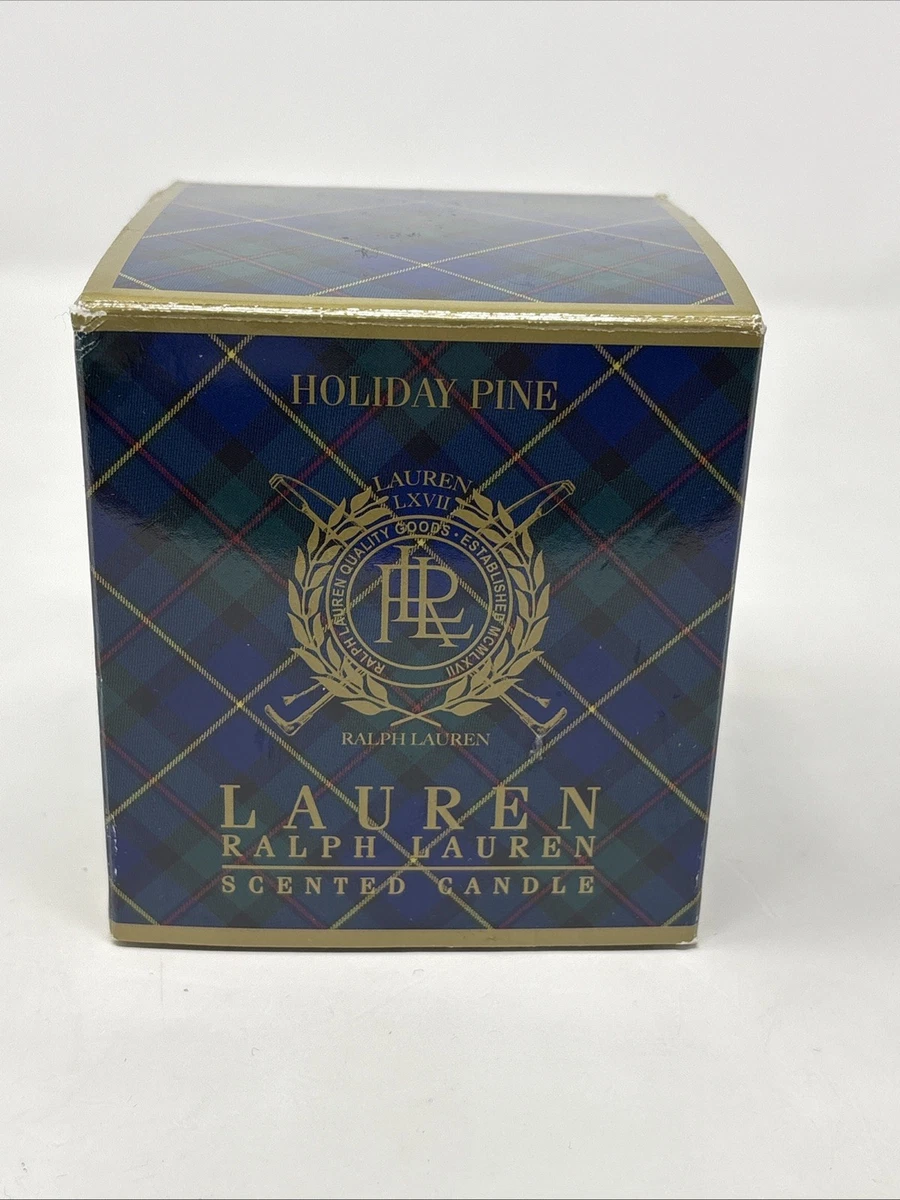 HOLIDAY PINE
LAUREN
LXVII
RALPH LAUREN QUALITY GOODS · ESTABLISHED MCMLXVII
LRL
RALPH LAUREN
LAUREN
RALPH LAUREN
SCENTED CANDLE